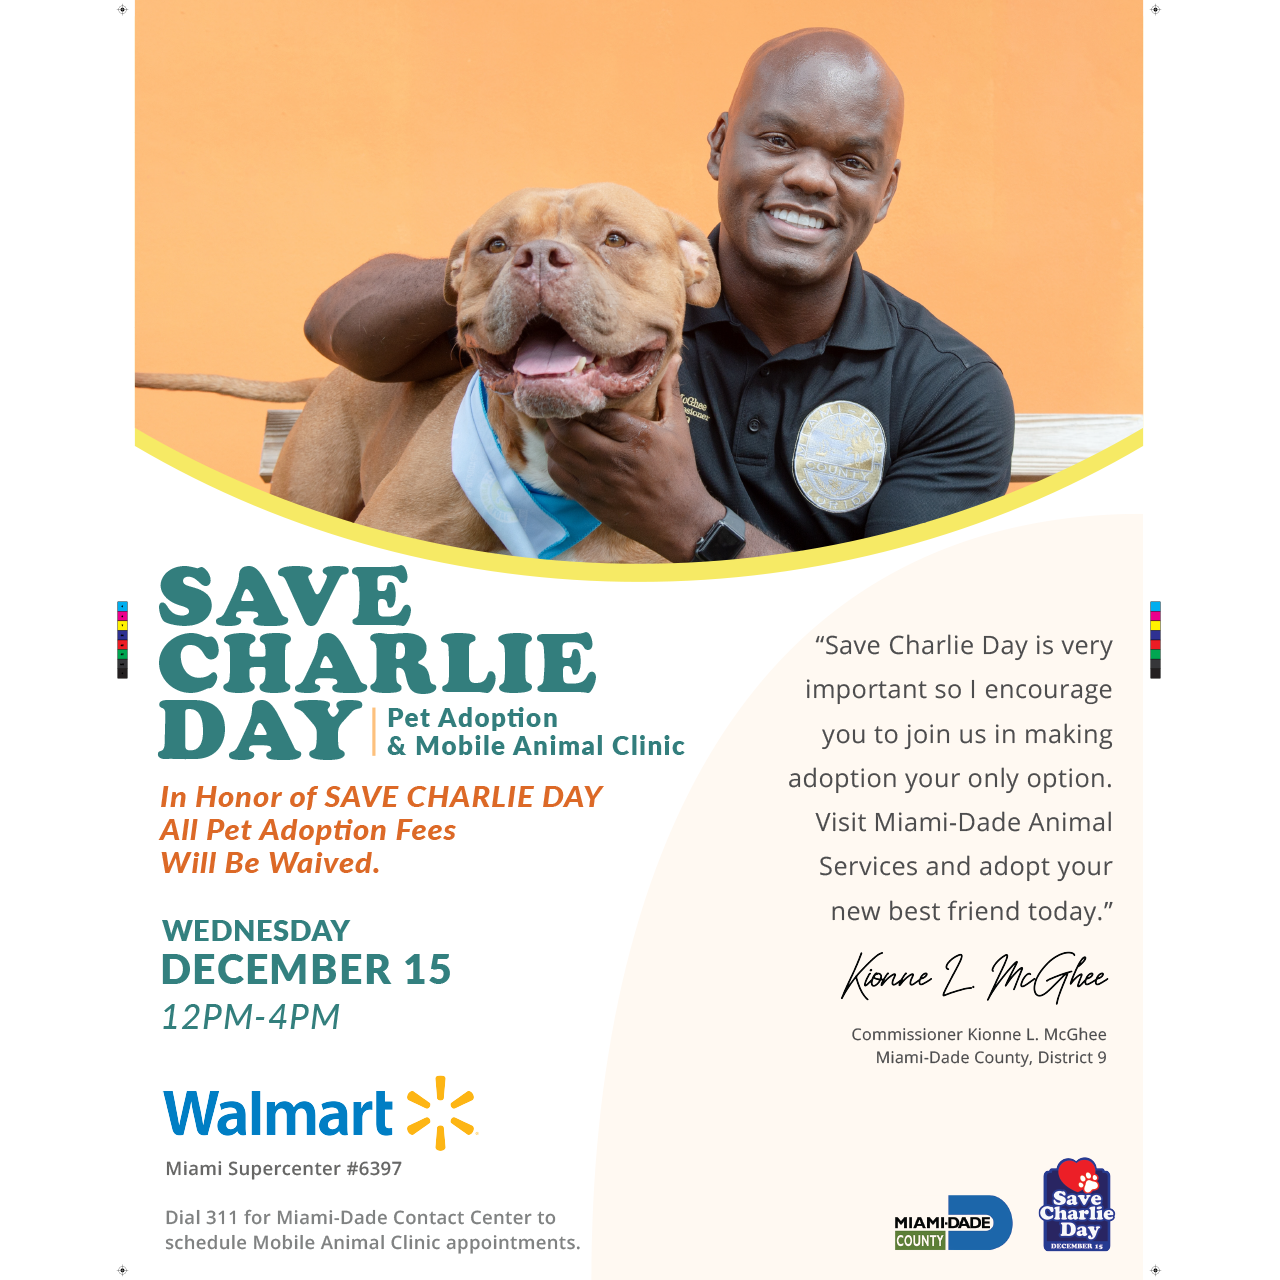 McGhee
COUNTY
SAVE
CHARLIE
DAY
Pet Adoption
& Mobile Animal Clinic
In Honor of SAVE CHARLIE DAY
All Pet Adoption Fees
Will Be Waived.
WEDNESDAY
DECEMBER 15
12PM-4PM
Walmart
Miami Supercenter #6397
Dial 311 for Miami-Dade Contact Center to
schedule Mobile Animal Clinic appointments.
“Save Charlie Day is very
important so I encourage
you to join us in making
adoption your only option.
Visit Miami-Dade Animal
Services and adopt your
new best friend today.”
Kionne L. McGhee
Commissioner Kionne L. McGhee
Miami-Dade County, District 9
MIAMI-DADE
COUNTY
Save
Charlie
Day
DECEMBER 15